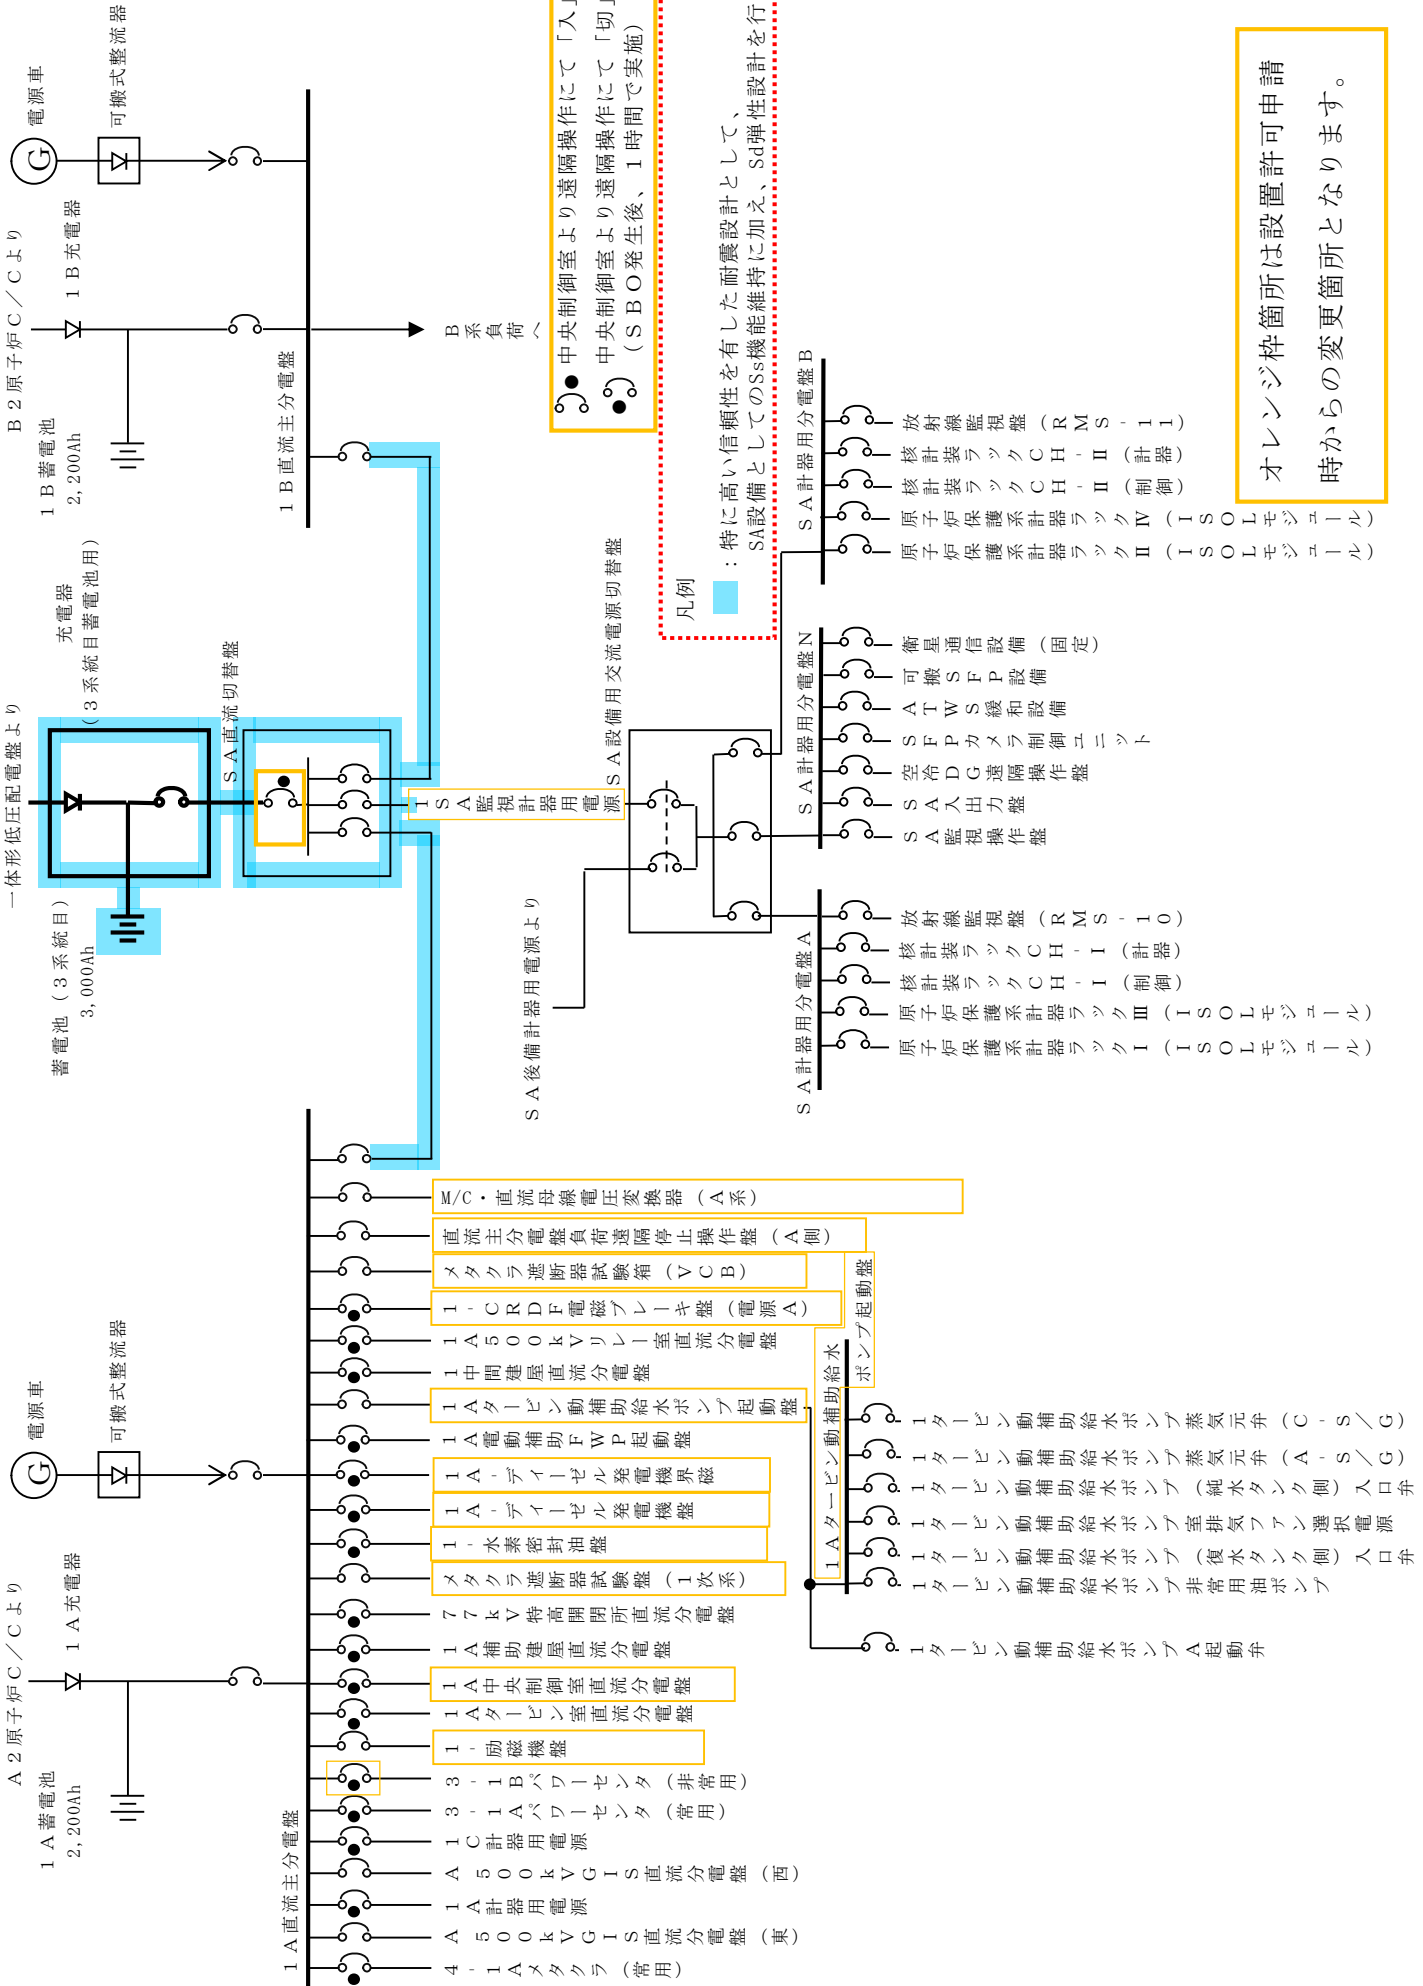 A2原子炉C／Cより
1A蓄電池
2,200Ah
1A充電器
G
電源車
可搬式整流器
1A直流主分電盤
4-1Aメタクラ（常用）
A 500kVGIS直流分電盤（東）
1A計器用電源
A 500kVGIS直流分電盤（西）
1C計器用電源
3-1Aパワーセンタ（常用）
3-1Bパワーセンタ（非常用）
1-励磁機盤
1Aタービン室直流分電盤
1A中央制御室直流分電盤
1A補助建屋直流分電盤
77kV特高開閉所直流分電盤
メタクラ遮断器試験盤（1次系）
1-水素密封油盤
1A-ディーゼル発電機盤
1A-ディーゼル発電機界磁
1A電動補助FWP起動盤
1Aタービン動補助給水ポンプ起動盤
1中間建屋直流分電盤
1A500kVリレー室直流分電盤
1-CRDF電磁ブレーキ盤（電源A）
メタクラ遮断器試験箱（VCB）
直流主分電盤負荷遠隔停止操作盤（A側）
M/C・直流母線電圧変換器（A系）
1Aタービン動補助給水
ポンプ起動盤
1タービン動補助給水ポンプA起動弁
1タービン動補助給水ポンプ非常用油ポンプ
1タービン動補助給水ポンプ（復水タンク側）入口弁
1タービン動補助給水ポンプ室排気ファン選択電源
1タービン動補助給水ポンプ（純水タンク側）入口弁
1タービン動補助給水ポンプ蒸気元弁（A-S／G）
1タービン動補助給水ポンプ蒸気元弁（C-S／G）
一体形低圧配電盤より
蓄電池（3系統目）
3,000Ah
充電器
（3系統目蓄電池用）
SA直流切替盤
1SA監視計器用電源
SA後備計器用電源より
SA設備用交流電源切替盤
SA計器用分電盤A
原子炉保護系計器ラックⅠ（ISOLモジュール）
原子炉保護系計器ラックⅢ（ISOLモジュール）
核計装ラックCH-Ⅰ（制御）
核計装ラックCH-Ⅰ（計器）
放射線監視盤（RMS-10）
SA計器用分電盤N
SA監視操作盤
SA入出力盤
空冷DG遠隔操作盤
SFPカメラ制御ユニット
ATWS緩和設備
可搬SFP設備
衛星通信設備（固定）
SA計器用分電盤B
原子炉保護系計器ラックⅡ（ISOLモジュール）
原子炉保護系計器ラックⅣ（ISOLモジュール）
核計装ラックCH-Ⅱ（制御）
核計装ラックCH-Ⅱ（計器）
放射線監視盤（RMS-11）
B2原子炉C／Cより
1B蓄電池
2,200Ah
1B充電器
G
電源車
可搬式整流器
1B直流主分電盤
B系負荷へ
中央制御室より遠隔操作にて「入」
中央制御室より遠隔操作にて「切」
（SBO発生後、1時間で実施）
凡例
：特に高い信頼性を有した耐震設計として、
SA設備としてのSs機能維持に加え、Sd弾性設計を行
オレンジ枠箇所は設置許可申請
時からの変更箇所となります。